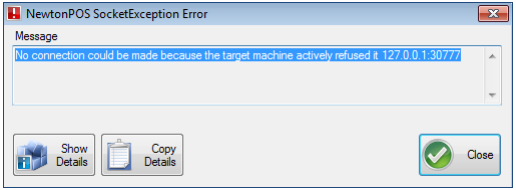 NewtonPOS SocketException Error
Message
No connection could be made because the target machine actively refused it 127.0.0.1:30777
Show
Details
Copy
Details
Close